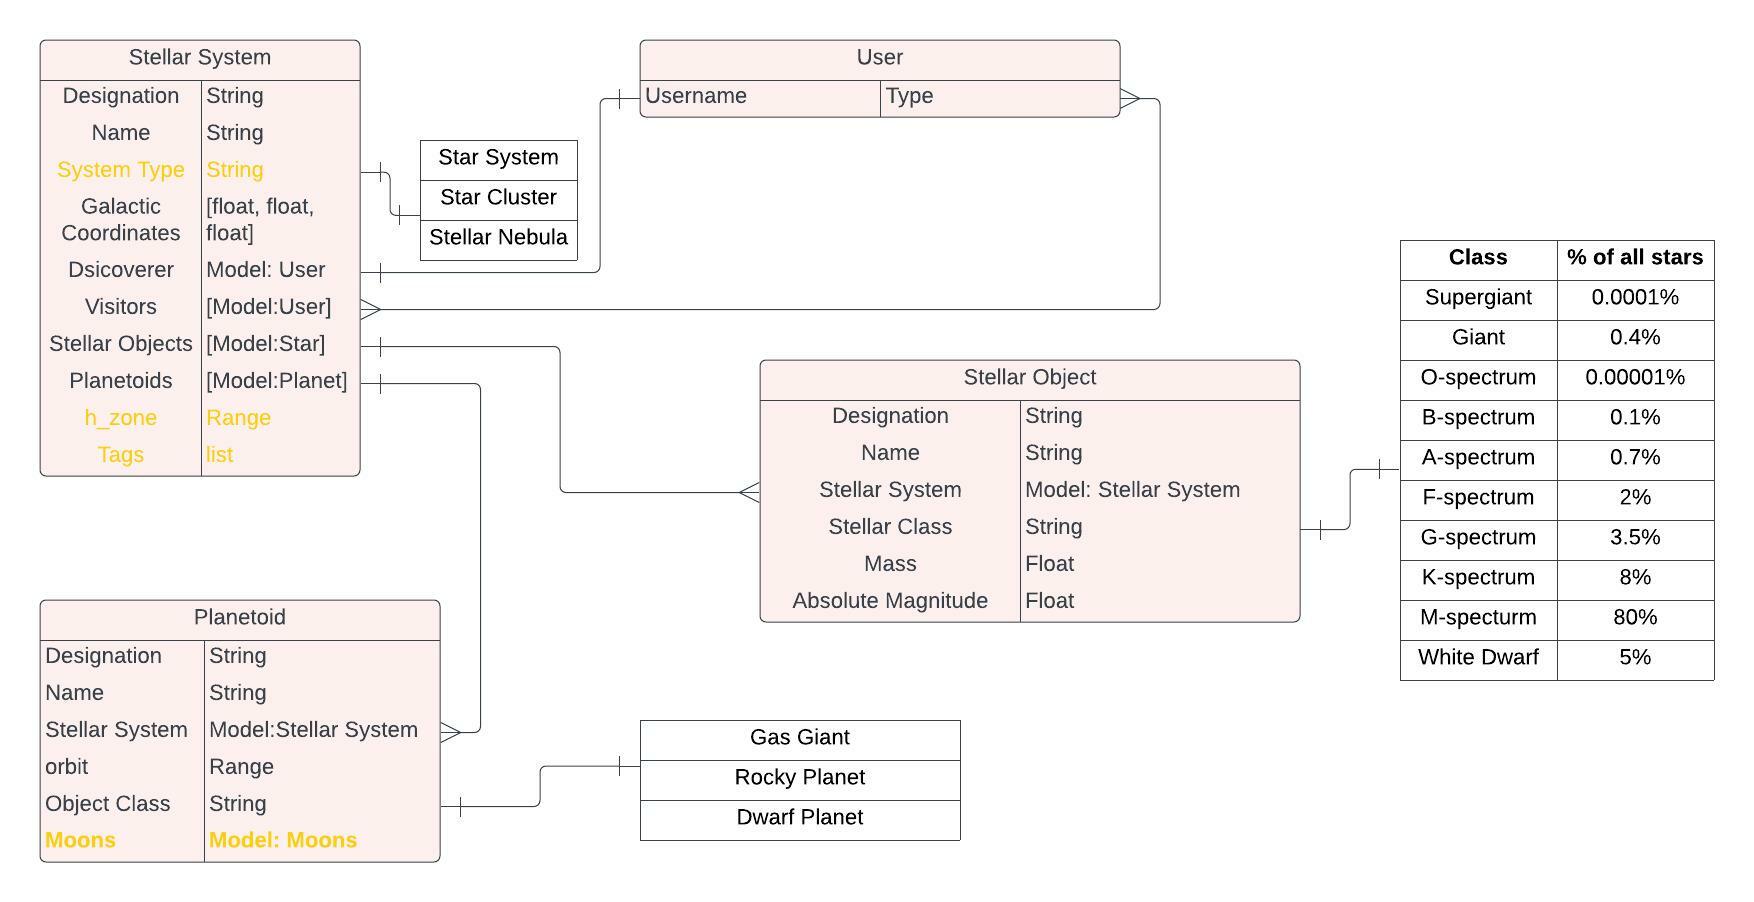 Stellar System
Designation String
Name String
System Type String
Galactic [float, float,
Coordinates float]
Dsicoverer Model: User
Visitors [Model:User]
Stellar Objects [Model:Star]
Planetoids [Model:Planet]
h_zone Range
Tags list
Star System
Star Cluster
Stellar Nebula
User
Username Type
Stellar Object
Designation String
Name String
Stellar System Model: Stellar System
Stellar Class String
Mass Float
Absolute Magnitude Float
Class % of all stars
Supergiant 0.0001%
Giant 0.4%
O-spectrum 0.00001%
B-spectrum 0.1%
A-spectrum 0.7%
F-spectrum 2%
G-spectrum 3.5%
K-spectrum 8%
M-specturm 80%
White Dwarf 5%
Planetoid
Designation String
Name String
Stellar System Model:Stellar System
orbit Range
Object Class String
Moons Model: Moons
Gas Giant
Rocky Planet
Dwarf Planet